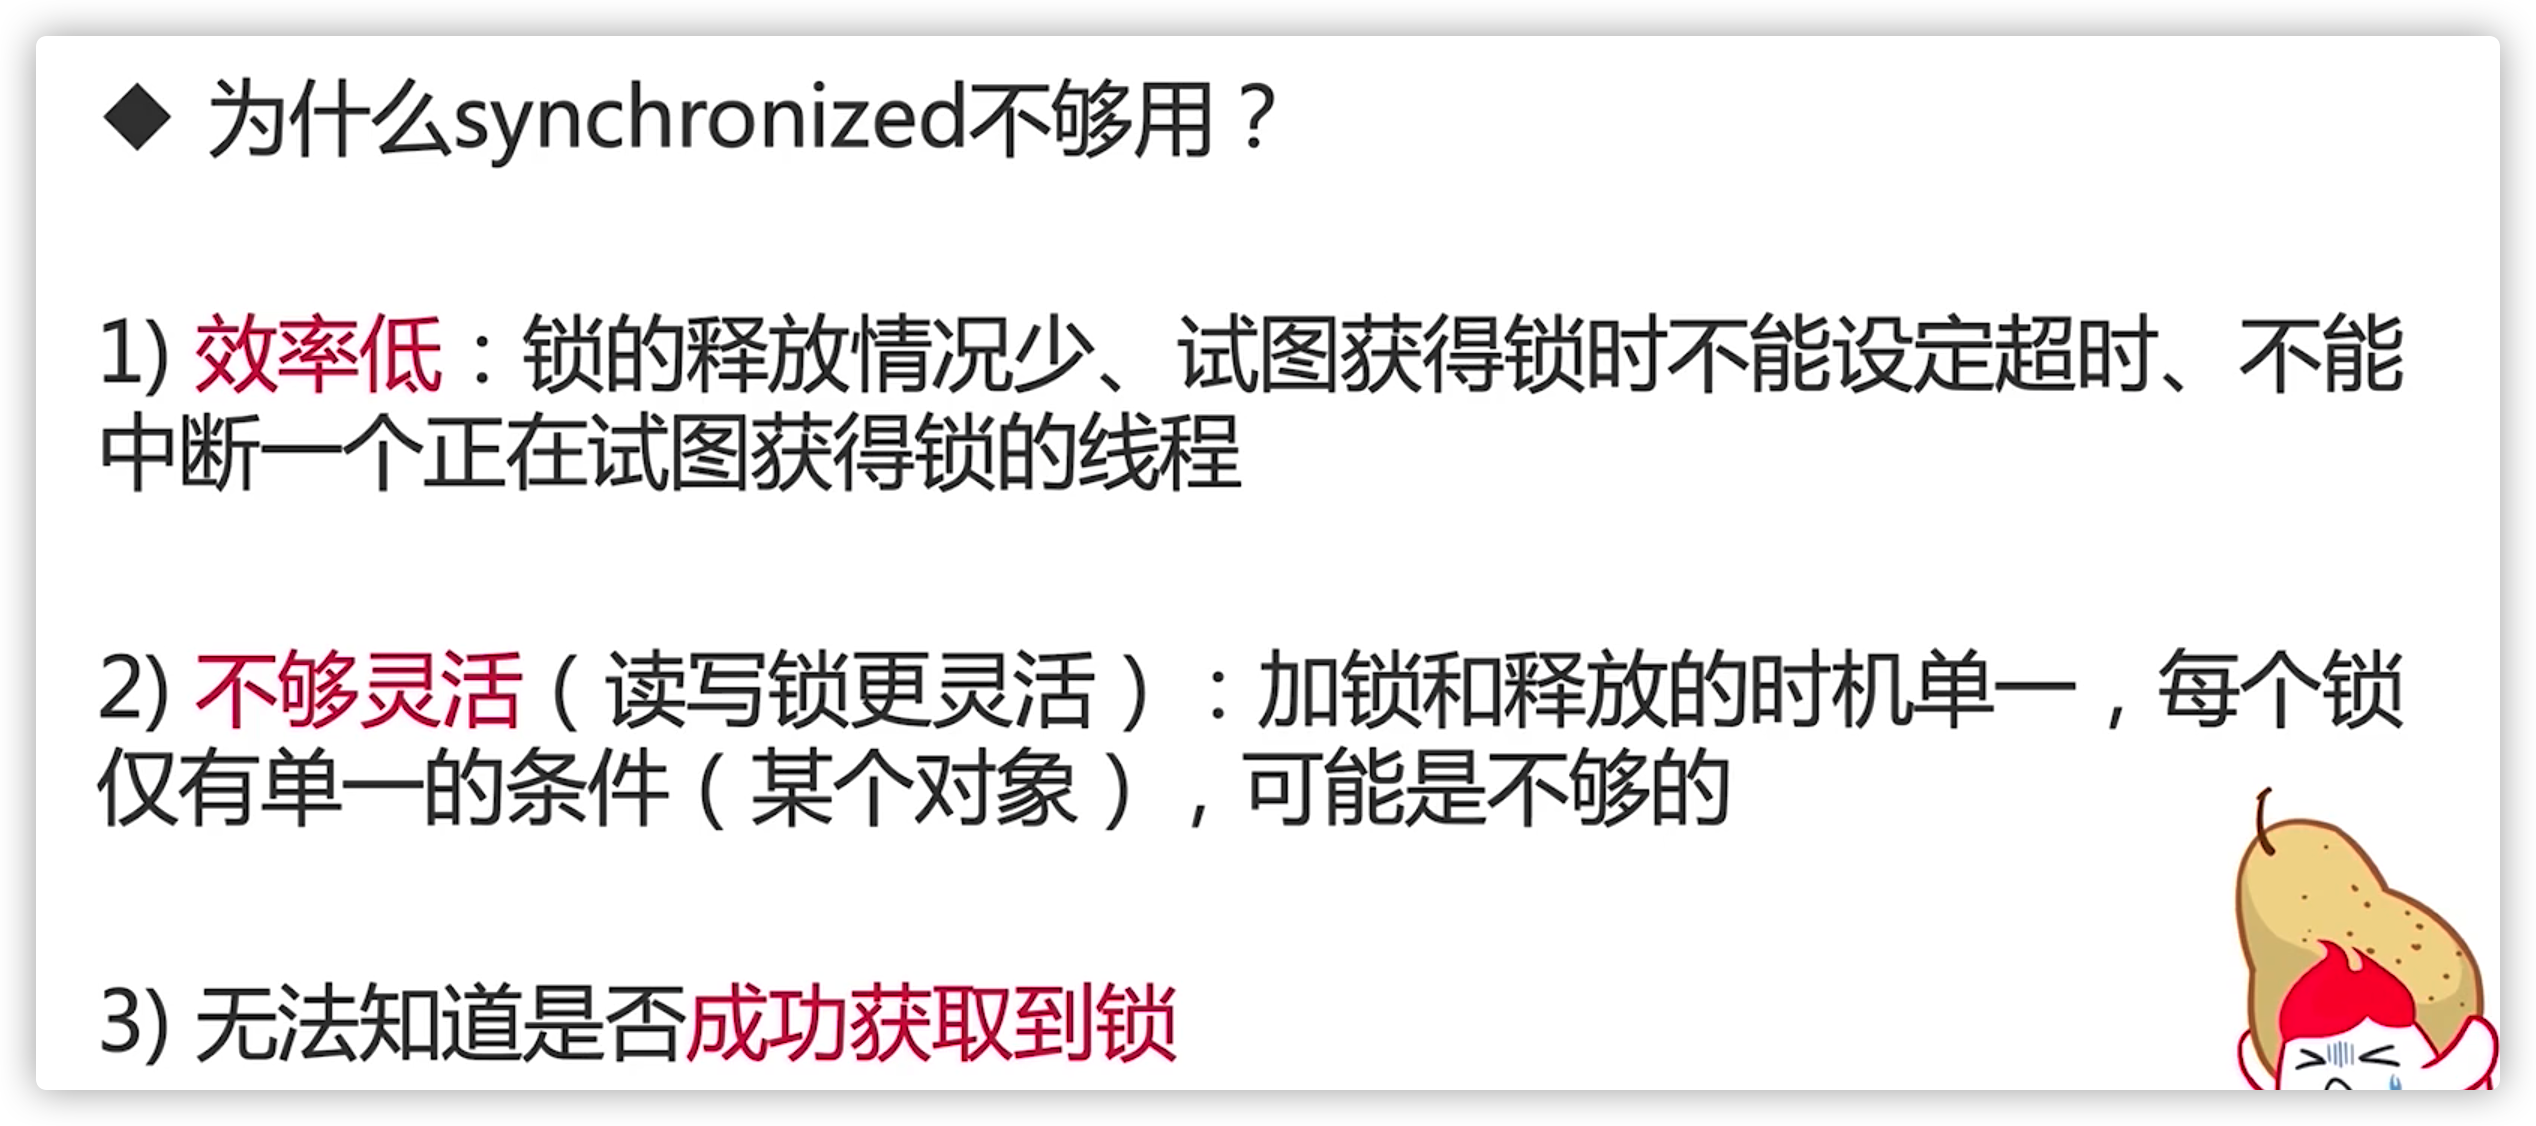 ◆ 为什么synchronized不够用？
1) 效率低：锁的释放情况少、试图获得锁时不能设定超时、不能
中断一个正在试图获得锁的线程
2) 不够灵活（读写锁更灵活）：加锁和释放的时机单一，每个锁
仅有单一的条件（某个对象），可能是不够的
3) 无法知道是否成功获取到锁